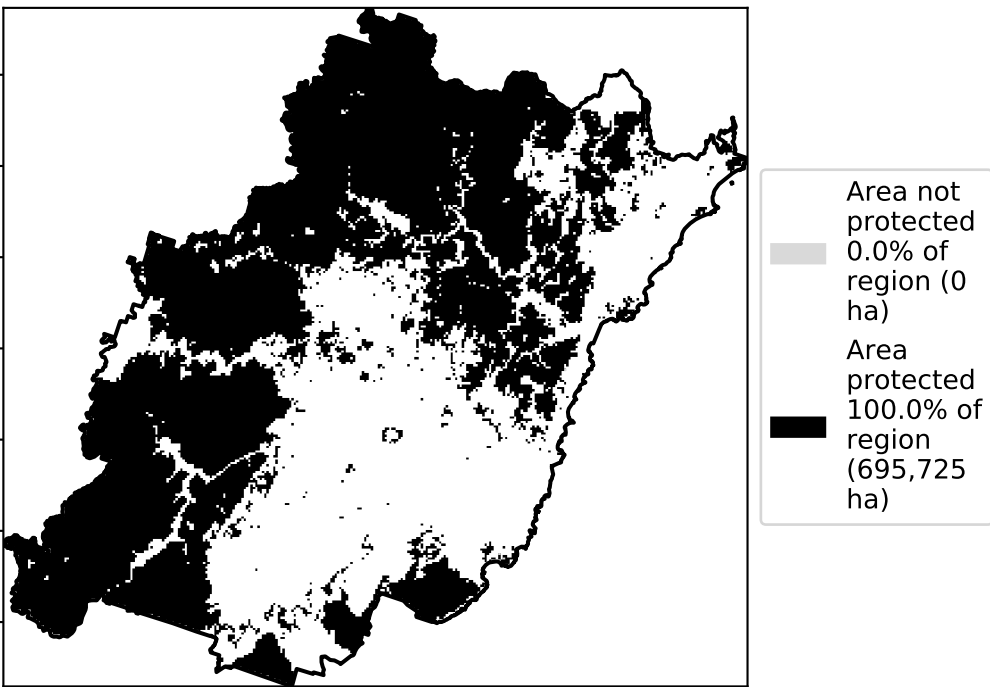 Area not
protected
0.0% of
region (0
ha)
Area
protected
100.0% of
region
(695,725
ha)